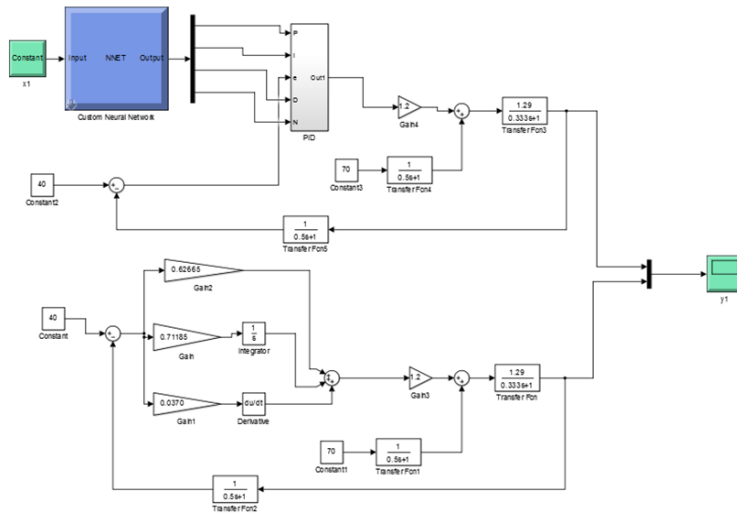 Constant
x1
Input NNET Output
Custom Neural Network
P
I
e
D
N
Out1
PID
1.2
Gain4
1.29
0.333s+1
Transfer Fcn3
70
Constant3
1
0.5s+1
Transfer Fcn4
40
Constant2
1
0.5s+1
Transfer Fcn5
y1
0.62665
Gain2
40
Constant
0.71185
Gain
1
s
Integrator
0.0370
Gain1
du/dt
Derivative
1.2
Gain3
1.29
0.333s+1
Transfer Fcn
70
Constant1
1
0.5s+1
Transfer Fcn1
1
0.5s+1
Transfer Fcn2